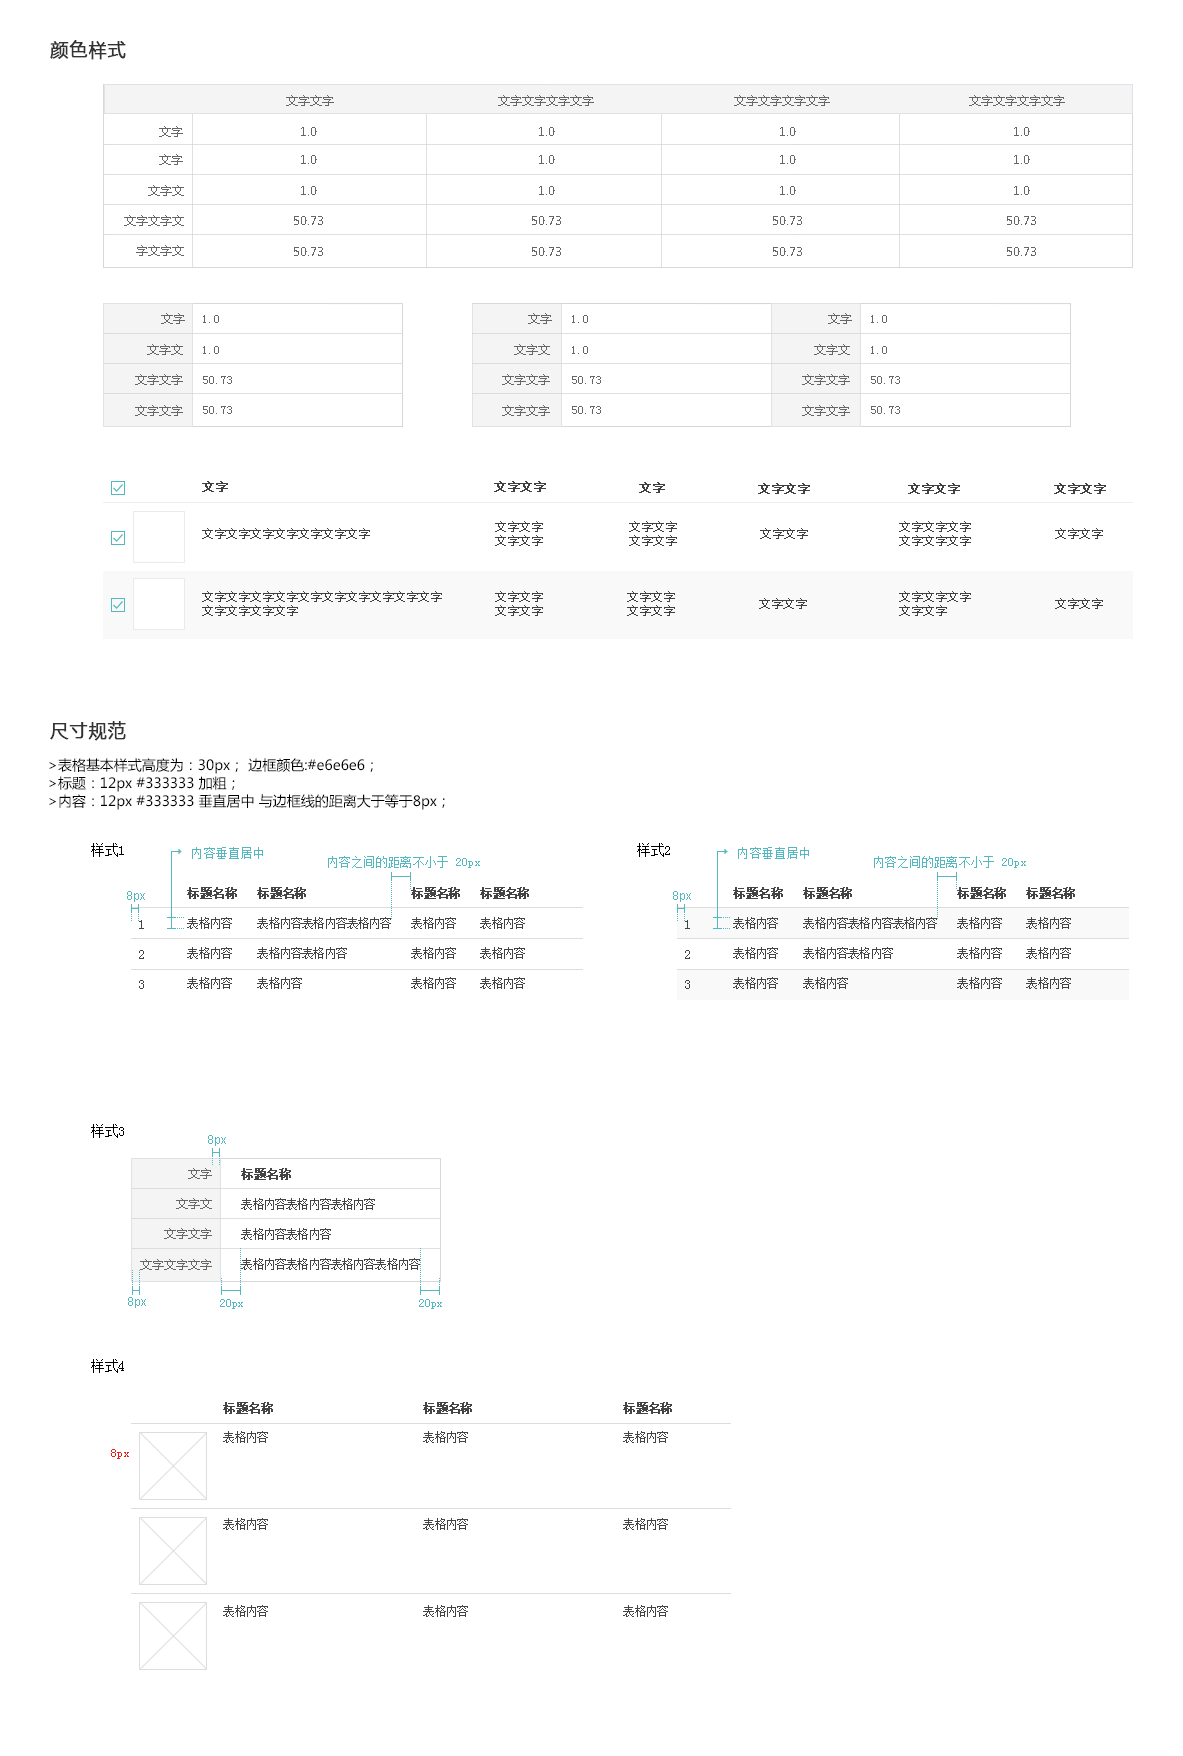 颜色样式
文字文字 文字文字文字文字 文字文字文字文字 文字文字文字文字
文字 1.0 1.0 1.0 1.0
文字 1.0 1.0 1.0 1.0
文字文 1.0 1.0 1.0 1.0
文字文字文 50.73 50.73 50.73 50.73
字文字文 50.73 50.73 50.73 50.73
文字 1.0 文字 1.0 文字 1.0
文字文 1.0 文字文 1.0 文字文 1.0
文字文字 50.73 文字文字 50.73 文字文字 50.73
文字文字 50.73 文字文字 50.73 文字文字 50.73
文字 文字文字 文字 文字文字 文字文字 文字文字
文字文字文字文字文字文字文字 文字文字 文字文字 文字文字 文字文字文字 文字文字
文字文字 文字文字 文字文字文字
文字文字文字文字文字文字文字文字文字文字 文字文字 文字文字 文字文字 文字文字文字 文字文字
文字文字文字文字 文字文字 文字文字 文字文字
尺寸规范
>表格基本样式高度为：30px； 边框颜色:#e6e6e6；
>标题：12px #333333 加粗；
>内容：12px #333333 垂直居中 与边框线的距离大于等于8px；
样式1
内容垂直居中
内容之间的距离不小于 20px
8px
标题名称 标题名称 标题名称 标题名称
1 表格内容 表格内容表格内容表格内容 表格内容 表格内容
2 表格内容 表格内容表格内容 表格内容 表格内容
3 表格内容 表格内容 表格内容 表格内容
样式2
内容垂直居中
内容之间的距离不小于 20px
8px
标题名称 标题名称 标题名称 标题名称
1 表格内容 表格内容表格内容表格内容 表格内容 表格内容
2 表格内容 表格内容表格内容 表格内容 表格内容
3 表格内容 表格内容 表格内容 表格内容
样式3
8px
文字 标题名称
文字文 表格内容表格内容表格内容
文字文字 表格内容表格内容
文字文字文字 表格内容表格内容表格内容表格内容
8px 20px 20px
样式4
标题名称 标题名称 标题名称
表格内容 表格内容 表格内容
8px
表格内容 表格内容 表格内容
表格内容 表格内容 表格内容